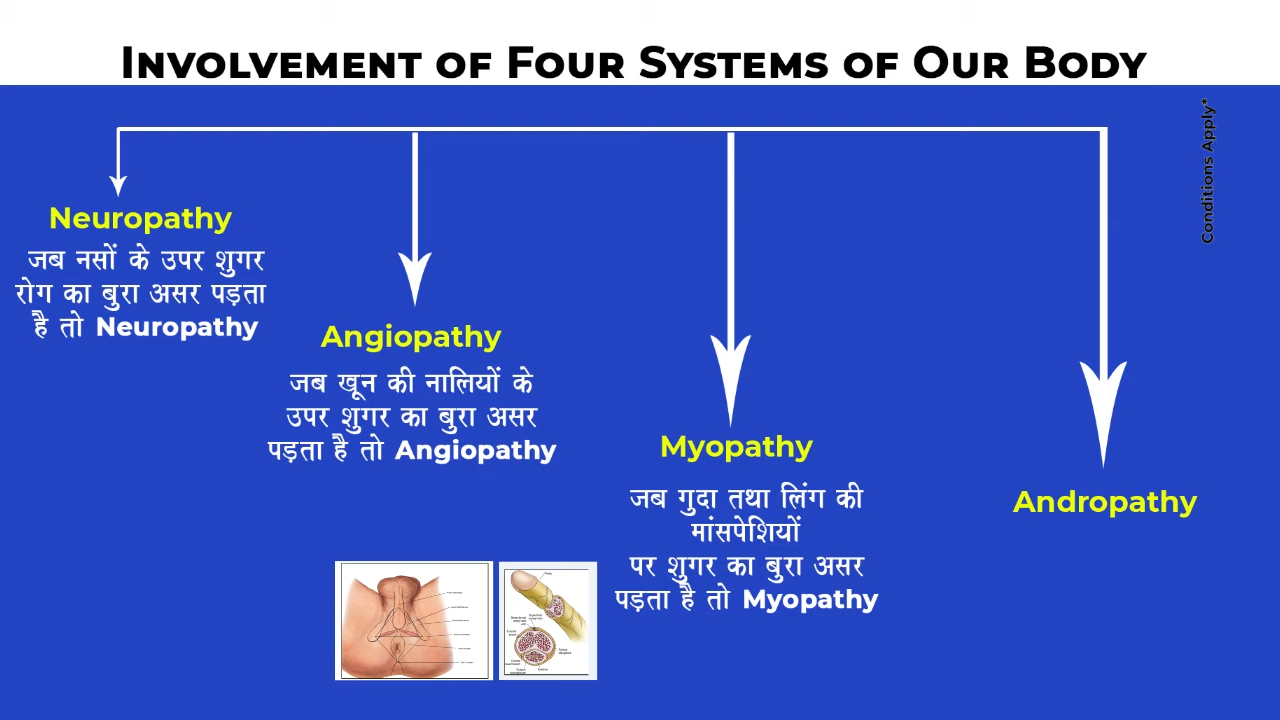 Involvement of Four Systems of Our Body
Conditions Apply*
Neuropathy
जब नसों के उपर शुगर
रोग का बुरा असर पड़ता
है तो Neuropathy
Angiopathy
जब खून की नालियों के
उपर शुगर का बुरा असर
पड़ता है तो Angiopathy
Myopathy
जब गुदा तथा लिंग की
मांसपेशियों
पर शुगर का बुरा असर
पड़ता है तो Myopathy
Andropathy